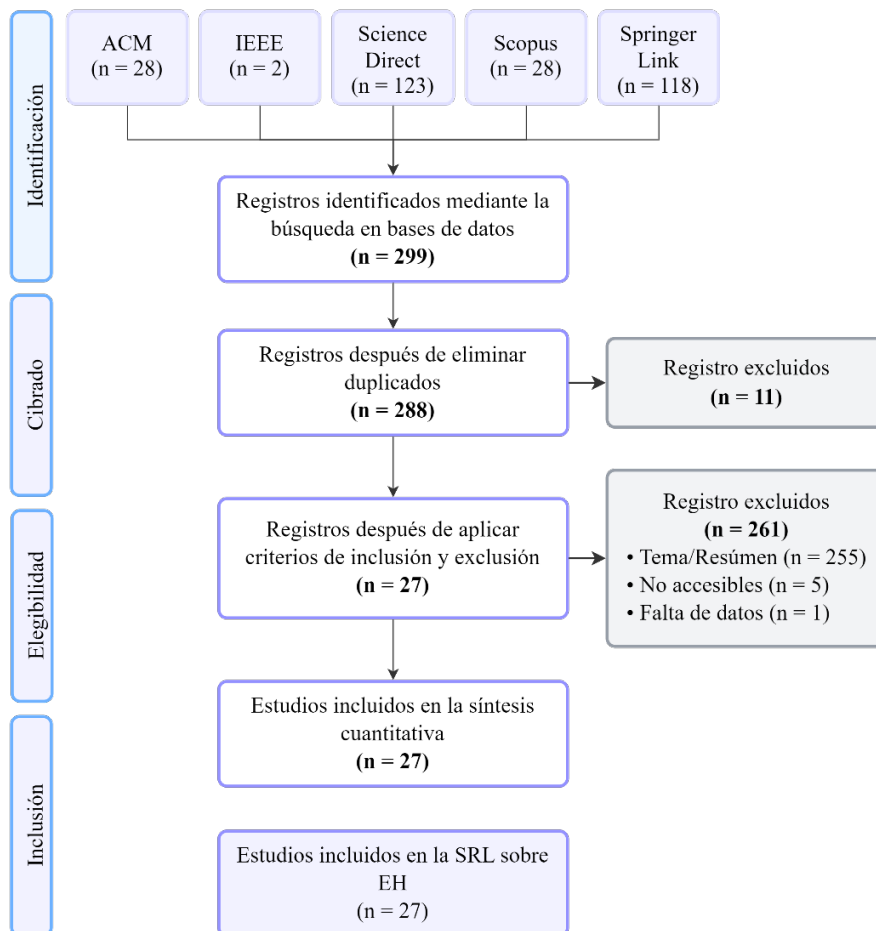 Identificación
ACM
(n = 28)
IEEE
(n = 2)
Science
Direct
(n = 123)
Scopus
(n = 28)
Springer
Link
(n = 118)
Registros identificados mediante la
búsqueda en bases de datos
(n = 299)
Cibrado
Registros después de eliminar
duplicados
(n = 288)
Registro excluidos
(n = 11)
Elegibilidad
Registros después de aplicar
criterios de inclusión y exclusión
(n = 27)
Registro excluidos
(n = 261)
• Tema/Resúmen (n = 255)
• No accesibles (n = 5)
• Falta de datos (n = 1)
Inclusión
Estudios incluidos en la síntesis
cuantitativa
(n = 27)
Estudios incluidos en la SRL sobre
EH
(n = 27)